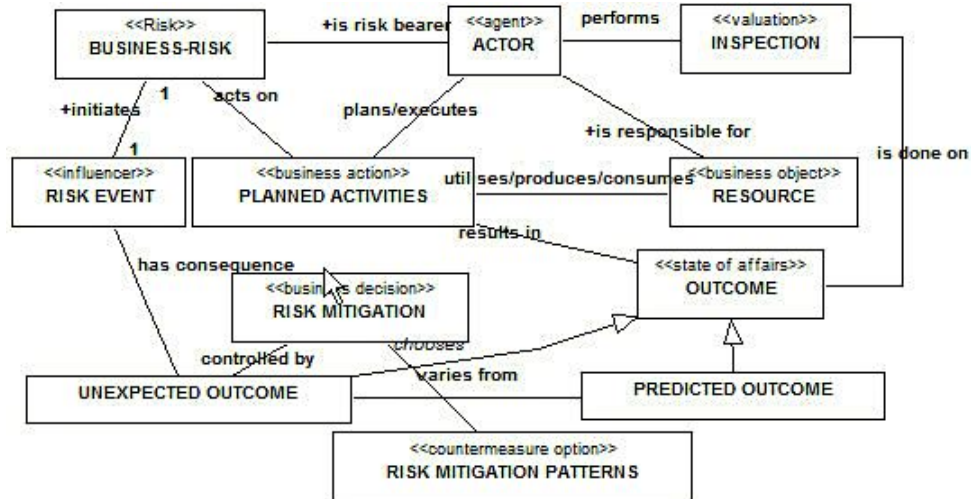 <<Risk>>
BUSINESS-RISK
+is risk bearer
<<agent>>
ACTOR
performs
<<valuation>>
INSPECTION
+initiates
1
acts on
plans/executes
+is responsible for
is done on
1
<<influencer>>
RISK EVENT
<<business action>>
PLANNED ACTIVITIES
utilises/produces/consumes
<<business object>>
RESOURCE
results in
has consequence
<<state of affairs>>
OUTCOME
<<business decision>>
RISK MITIGATION
controlled by
chooses
varies from
UNEXPECTED OUTCOME
PREDICTED OUTCOME
<<countermeasure option>>
RISK MITIGATION PATTERNS